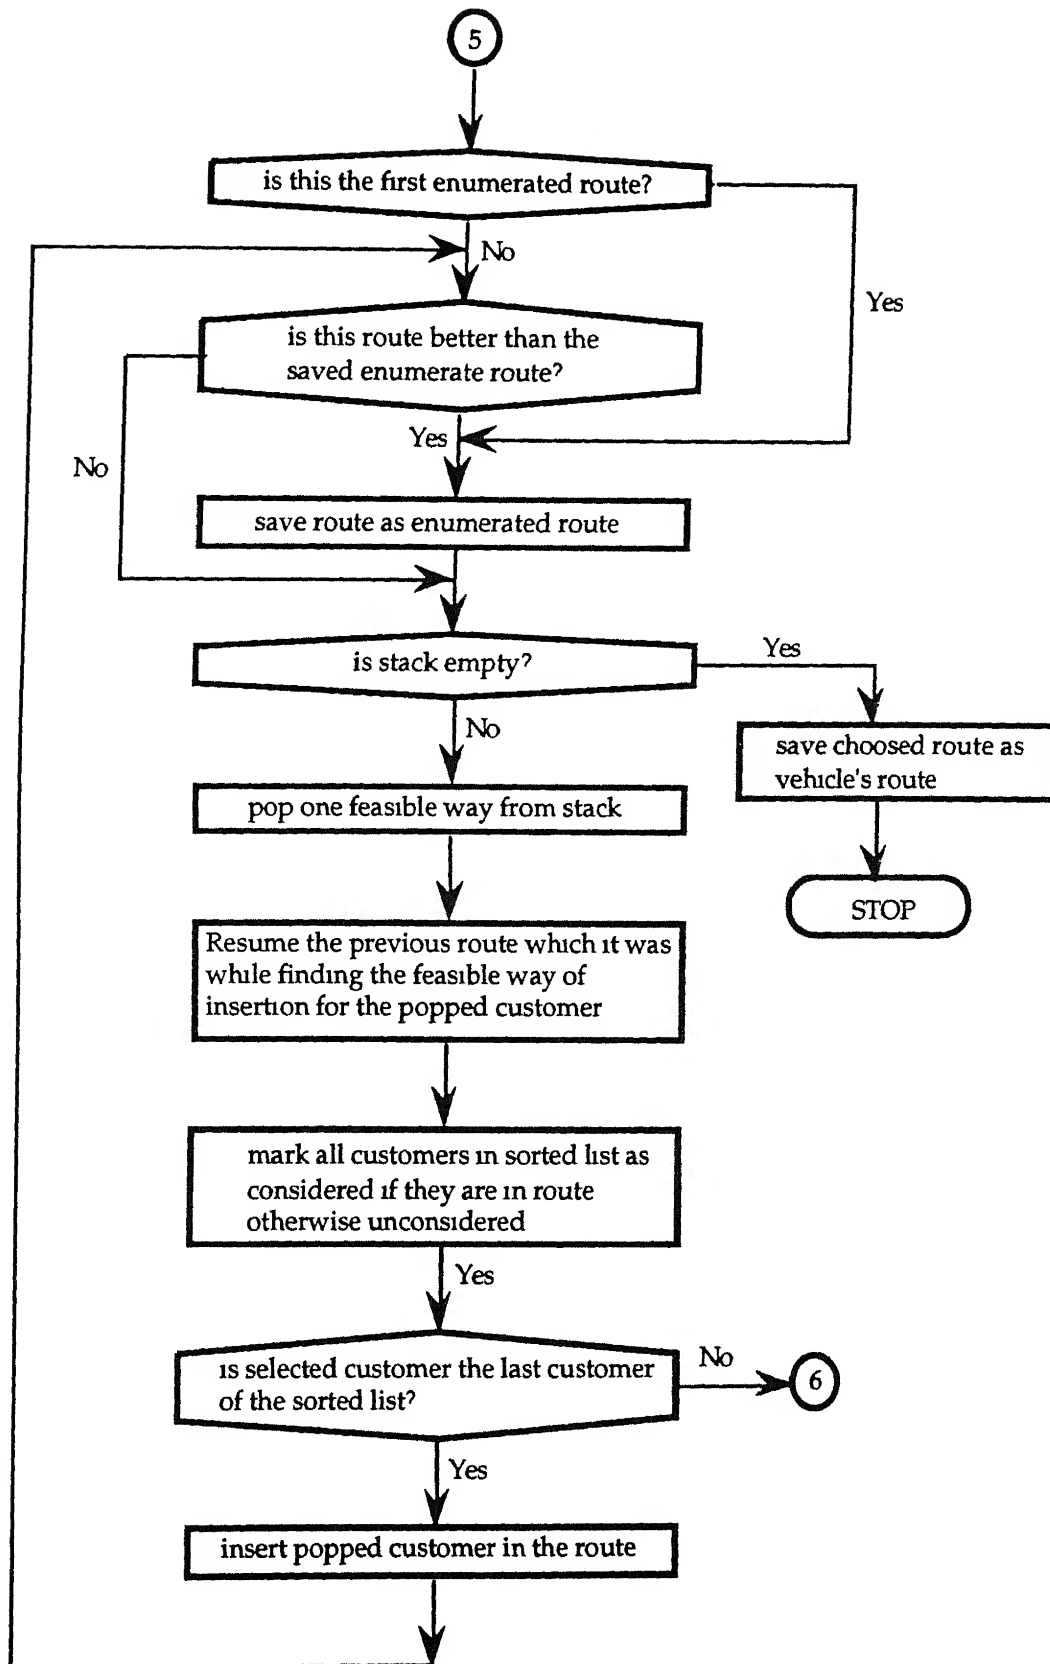 5
is this the first enumerated route?
No
Yes
is this route better than the
saved enumerate route?
Yes
No
save route as enumerated route
is stack empty?
Yes
No
save choosed route as
vehicle's route
pop one feasible way from stack
STOP
Resume the previous route which it was
while finding the feasible way of
insertion for the popped customer
mark all customers in sorted list as
considered if they are in route
otherwise unconsidered
Yes
is selected customer the last customer
of the sorted list?
No
6
Yes
insert popped customer in the route